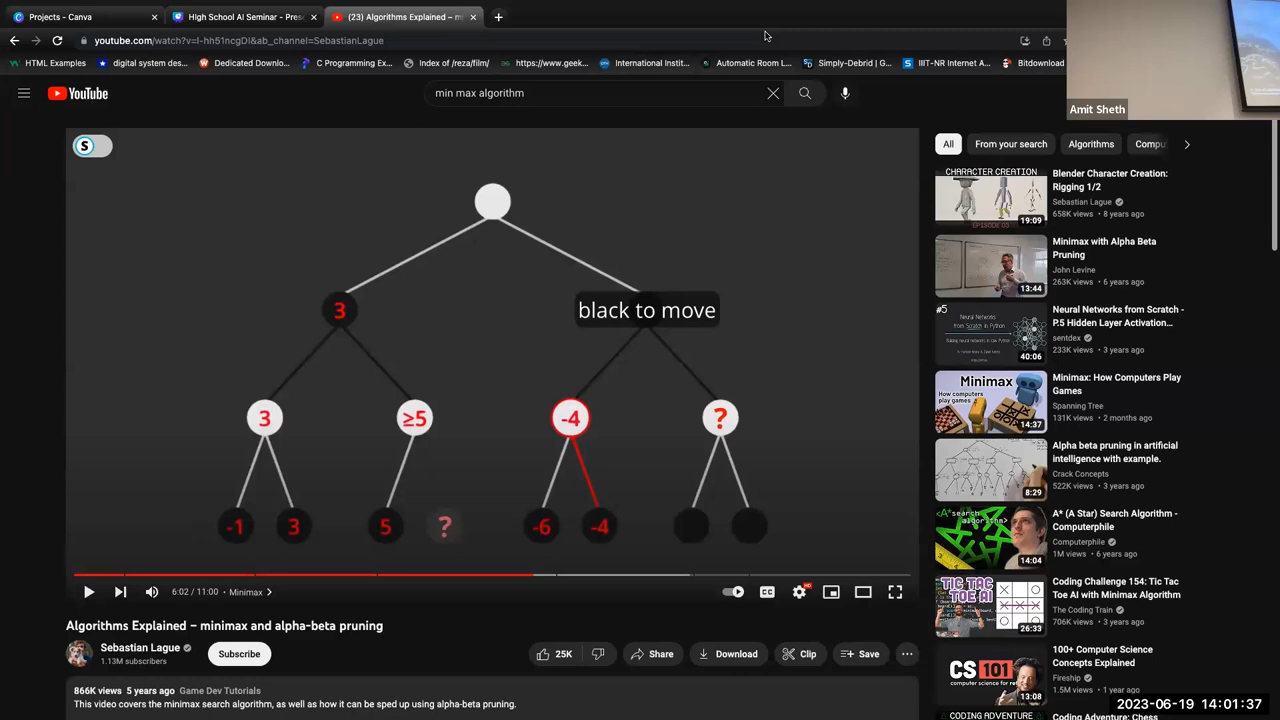 Projects - Canva
High School AI Seminar - Pres
(23) Algorithms Explained – mi
youtube.com/watch?v=l-hh51ncgDI&ab_channel=SebastianLague
HTML Examples
digital system des...
Dedicated Downlo...
C Programming Ex...
Index of /reza/film/
https://www.geek...
International Instit...
Automatic Room L...
Simply-Debrid | G...
IIIT-NR Internet A...
Bitdownload
Amit Sheth
YouTube
min max algorithm
S
3
black to move
3
≥5
-4
?
-1
3
5
?
-6
-4
6:02 / 11:00 • Minimax
HD
CC
Algorithms Explained – minimax and alpha-beta pruning
Sebastian Lague
1.13M subscribers
Subscribe
25K
Share
Download
Clip
Save
866K views 5 years ago Game Dev Tutorials
This video covers the minimax search algorithm, as well as how it can be sped up using alpha-beta pruning.
All
From your search
Algorithms
Compu
CHARACTER CREATION
EPISODE 03
19:09
Blender Character Creation:
Rigging 1/2
Sebastian Lague
658K views • 8 years ago
13:44
Minimax with Alpha Beta
Pruning
John Levine
263K views • 6 years ago
#5
Neural Networks
from Scratch in Python
40:06
Neural Networks from Scratch -
P.5 Hidden Layer Activation...
sentdex
233K views • 3 years ago
Minimax
How computers
play games
14:37
Minimax: How Computers Play
Games
Spanning Tree
131K views • 2 months ago
8:29
Alpha beta pruning in artificial
intelligence with example.
Crack Concepts
522K views • 3 years ago
A* search
algorithm
14:04
A* (A Star) Search Algorithm -
Computerphile
Computerphile
1M views • 6 years ago
TIC TAC
TOE AI
26:33
Coding Challenge 154: Tic Tac
Toe AI with Minimax Algorithm
The Coding Train
706K views • 3 years ago
CS 101
13:08
100+ Computer Science
Concepts Explained
Fireship
1.5M views • 1 year ago
CODING ADVENTURE
Coding Adventure: Chess
2023-06-19 14:01:37